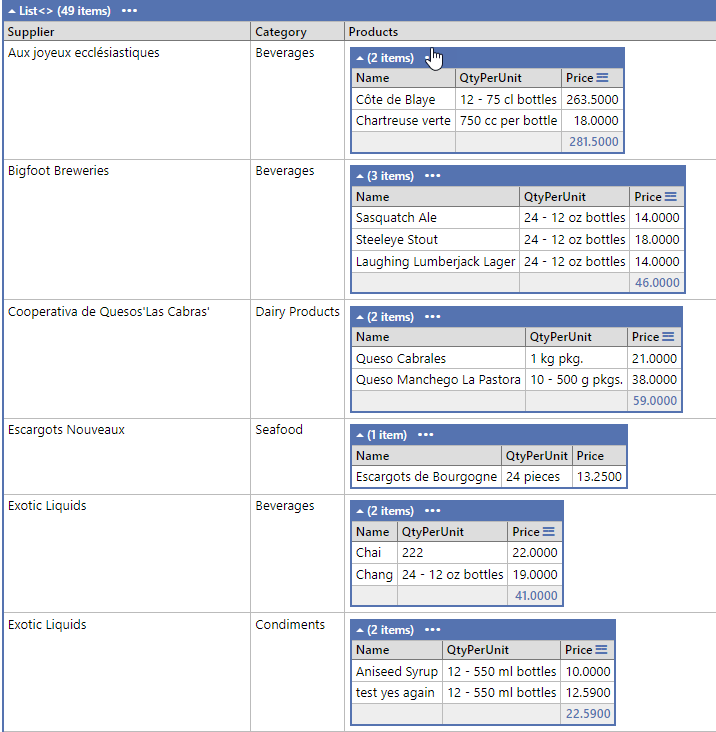 List<> (49 items) •••
Supplier Category Products
Aux joyeux ecclésiastiques Beverages (2 items)
Name QtyPerUnit Price
Côte de Blaye 12 - 75 cl bottles 263.5000
Chartreuse verte 750 cc per bottle 18.0000
281.5000
Bigfoot Breweries Beverages (3 items) •••
Name QtyPerUnit Price
Sasquatch Ale 24 - 12 oz bottles 14.0000
Steeleye Stout 24 - 12 oz bottles 18.0000
Laughing Lumberjack Lager 24 - 12 oz bottles 14.0000
46.0000
Cooperativa de Quesos'Las Cabras' Dairy Products (2 items) •••
Name QtyPerUnit Price
Queso Cabrales 1 kg pkg. 21.0000
Queso Manchego La Pastora 10 - 500 g pkgs. 38.0000
59.0000
Escargots Nouveaux Seafood (1 item) •••
Name QtyPerUnit Price
Escargots de Bourgogne 24 pieces 13.2500
Exotic Liquids Beverages (2 items) •••
Name QtyPerUnit Price
Chai 222 22.0000
Chang 24 - 12 oz bottles 19.0000
41.0000
Exotic Liquids Condiments (2 items) •••
Name QtyPerUnit Price
Aniseed Syrup 12 - 550 ml bottles 10.0000
test yes again 12 - 550 ml bottles 12.5900
22.5900